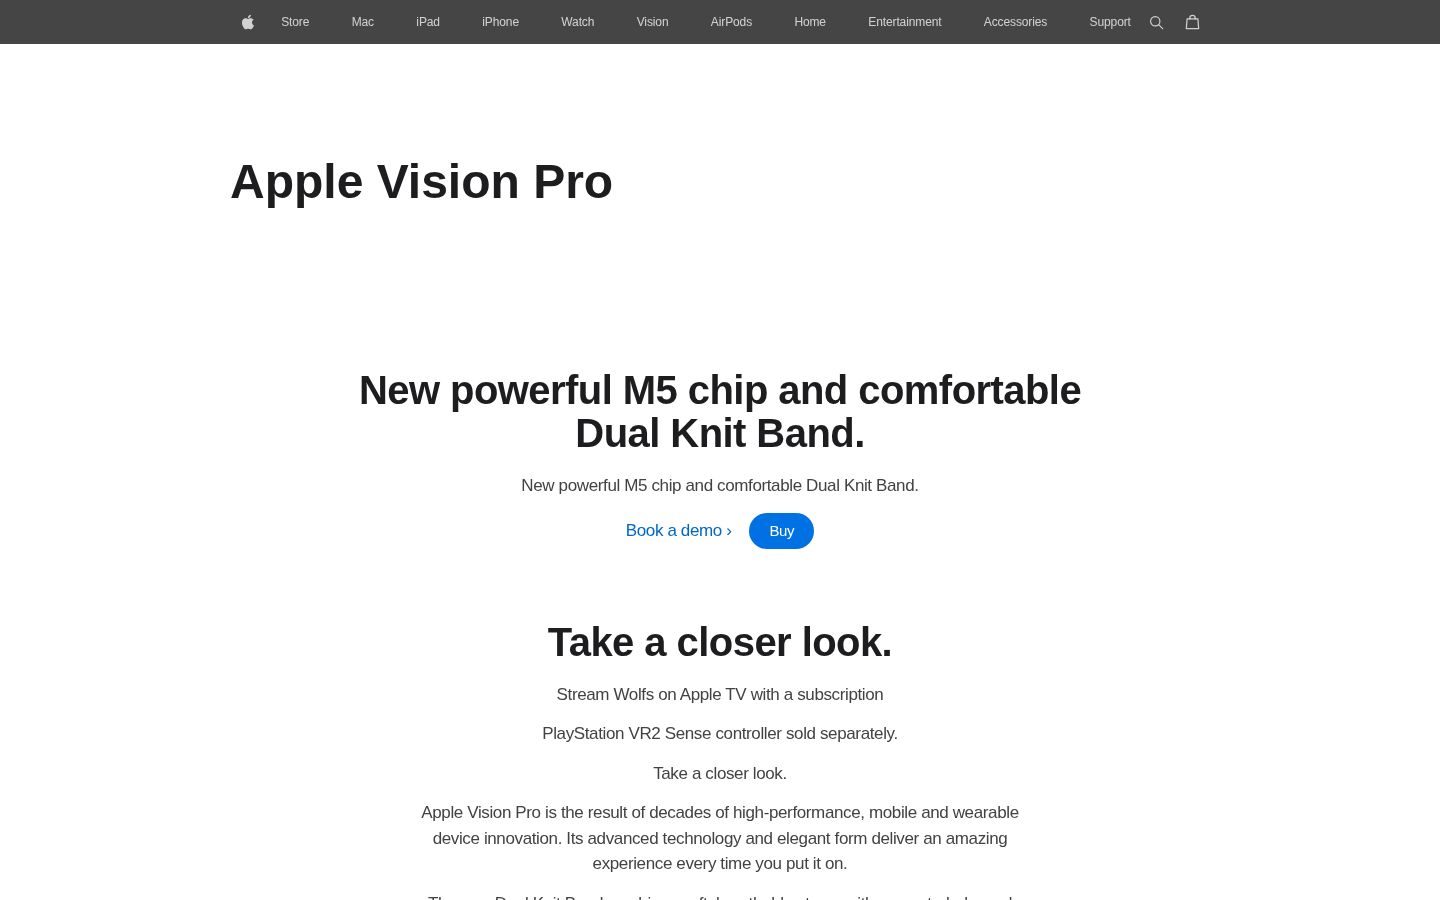 Store Mac iPad iPhone Watch Vision AirPods Home Entertainment Accessories Support
Apple Vision Pro
New powerful M5 chip and comfortable
Dual Knit Band.
New powerful M5 chip and comfortable Dual Knit Band.
Book a demo › Buy
Take a closer look.
Stream Wolfs on Apple TV with a subscription
PlayStation VR2 Sense controller sold separately.
Take a closer look.
Apple Vision Pro is the result of decades of high-performance, mobile and wearable
device innovation. Its advanced technology and elegant form deliver an amazing
experience every time you put it on.